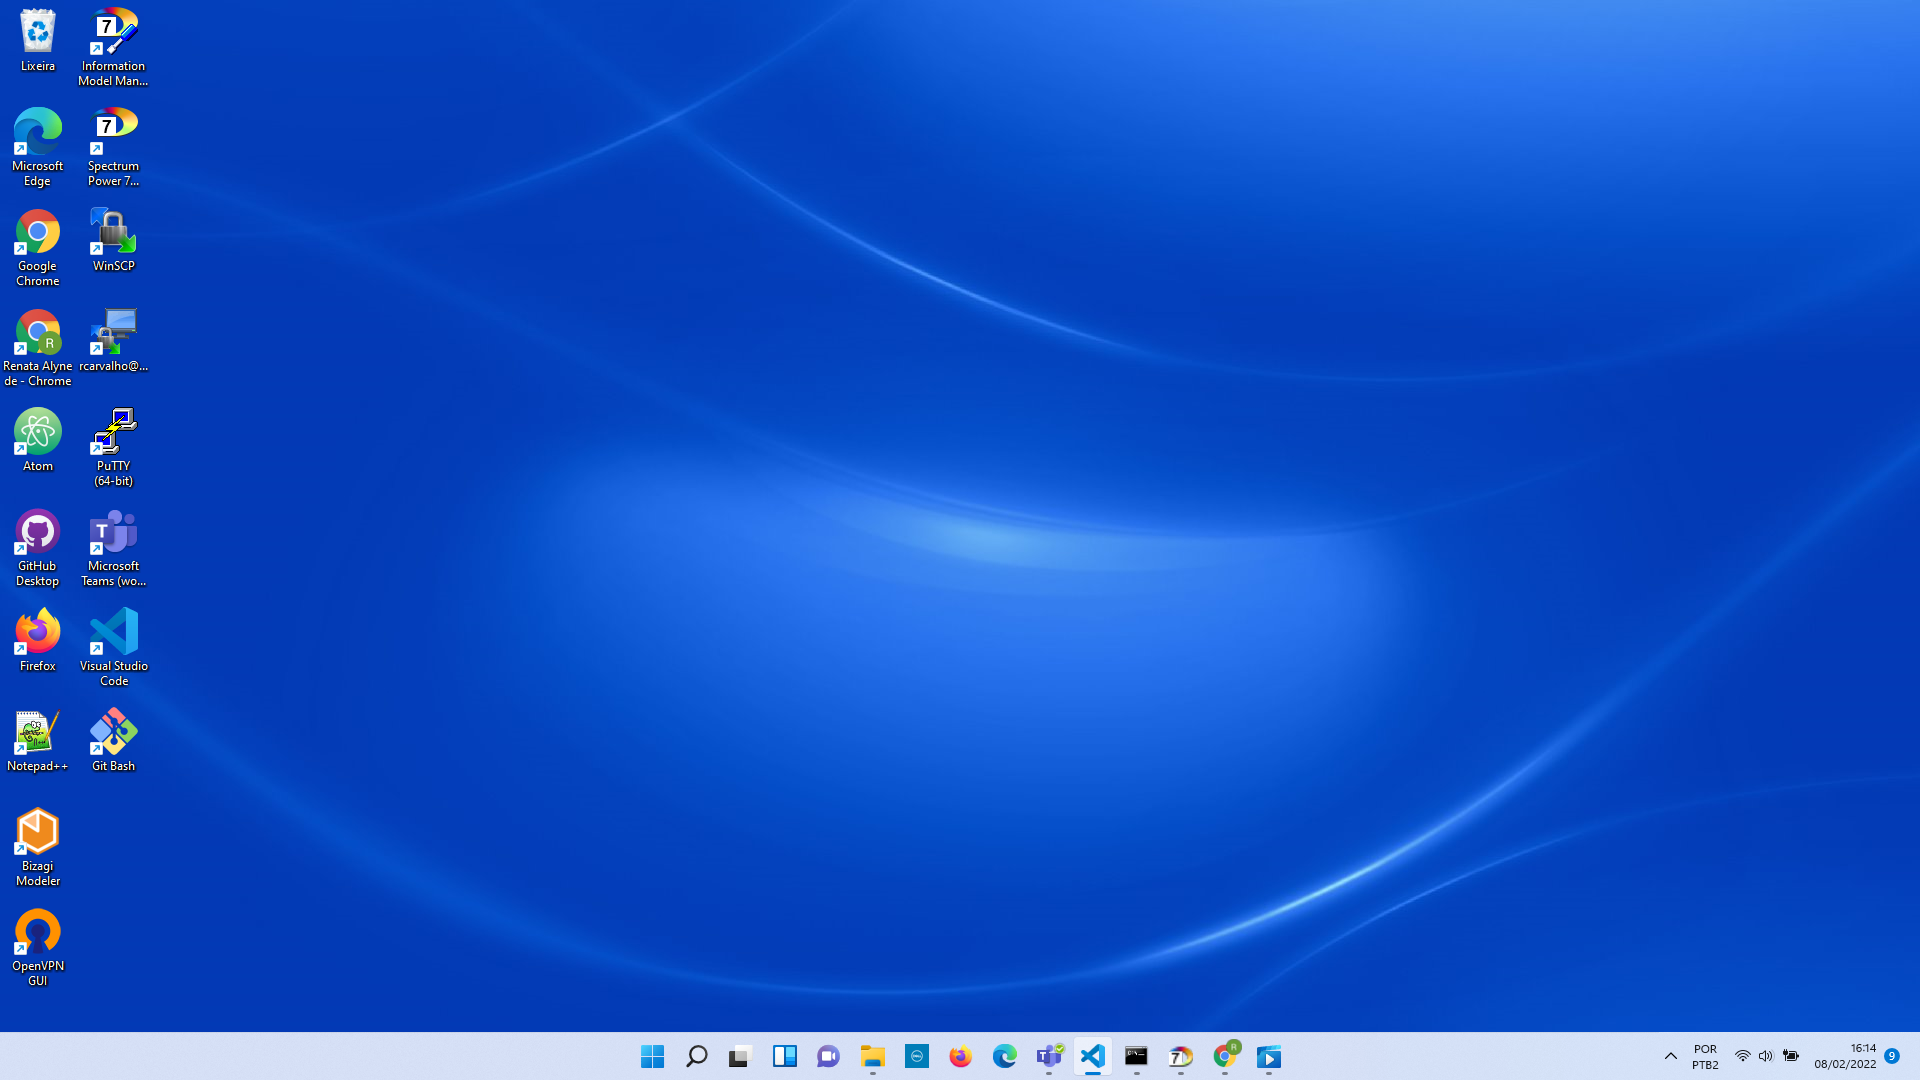 Lixeira
Information
Model Man...
Microsoft
Edge
Spectrum
Power 7...
Google
Chrome
WinSCP
Renata Alyne
de - Chrome
rcarvalho@...
Atom
PuTTY
(64-bit)
GitHub
Desktop
Microsoft
Teams (wo...
Firefox
Visual Studio
Code
Notepad++
Git Bash
Bizagi
Modeler
OpenVPN
GUI
POR
PTB2
16:14
08/02/2022
9